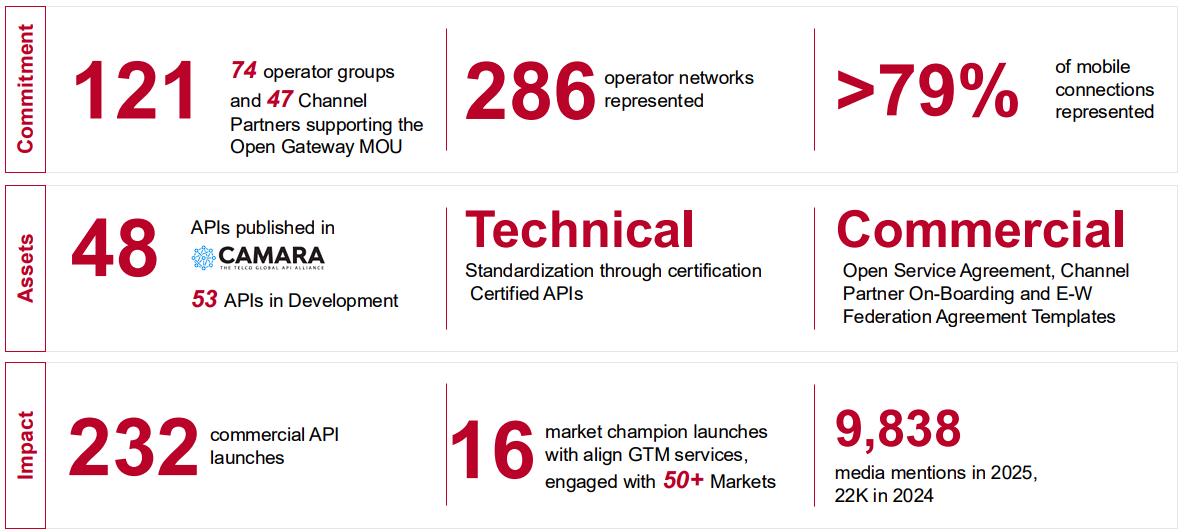 Commitment
121
74 operator groups
and 47 Channel
Partners supporting the
Open Gateway MOU
286
operator networks
represented
>79%
of mobile
connections
represented
Assets
48
APIs published in
CAMARA
THE TELCO GLOBAL API ALLIANCE
53 APIs in Development
Technical
Standardization through certification
Certified APIs
Commercial
Open Service Agreement, Channel
Partner On-Boarding and E-W
Federation Agreement Templates
Impact
232
commercial API
launches
16
market champion launches
with align GTM services,
engaged with 50+ Markets
9,838
media mentions in 2025,
22K in 2024